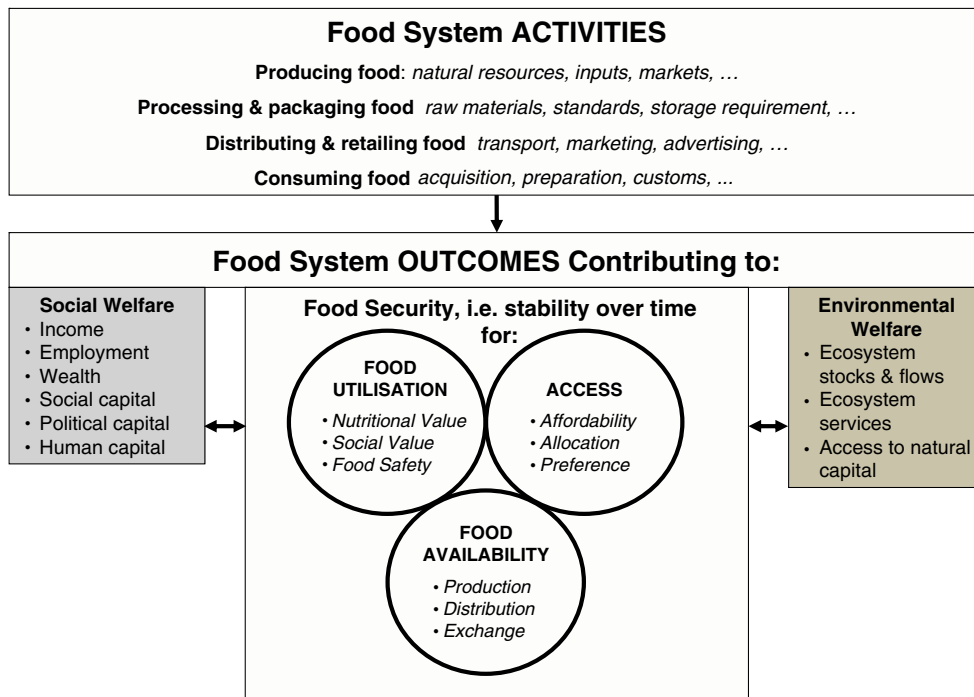 Food System ACTIVITIES
Producing food: natural resources, inputs, markets, …
Processing & packaging food raw materials, standards, storage requirement, …
Distributing & retailing food transport, marketing, advertising, …
Consuming food acquisition, preparation, customs, ...
Food System OUTCOMES Contributing to:
Social Welfare
• Income
• Employment
• Wealth
• Social capital
• Political capital
• Human capital
Food Security, i.e. stability over time
for:
FOOD
UTILISATION
• Nutritional Value
• Social Value
• Food Safety
ACCESS
• Affordability
• Allocation
• Preference
FOOD
AVAILABILITY
• Production
• Distribution
• Exchange
Environmental
Welfare
• Ecosystem
stocks & flows
• Ecosystem
services
• Access to natural
capital